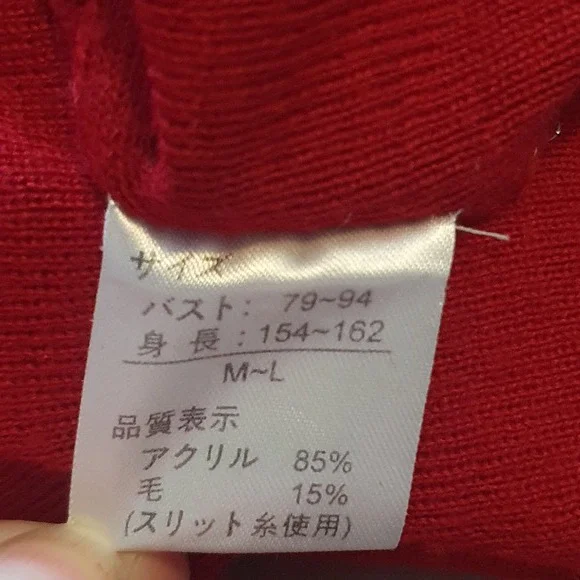 サイズ
バスト: 79~94
身長: 154~162
M~L
品質表示
アクリル 85%
毛 15%
(スリット糸使用)